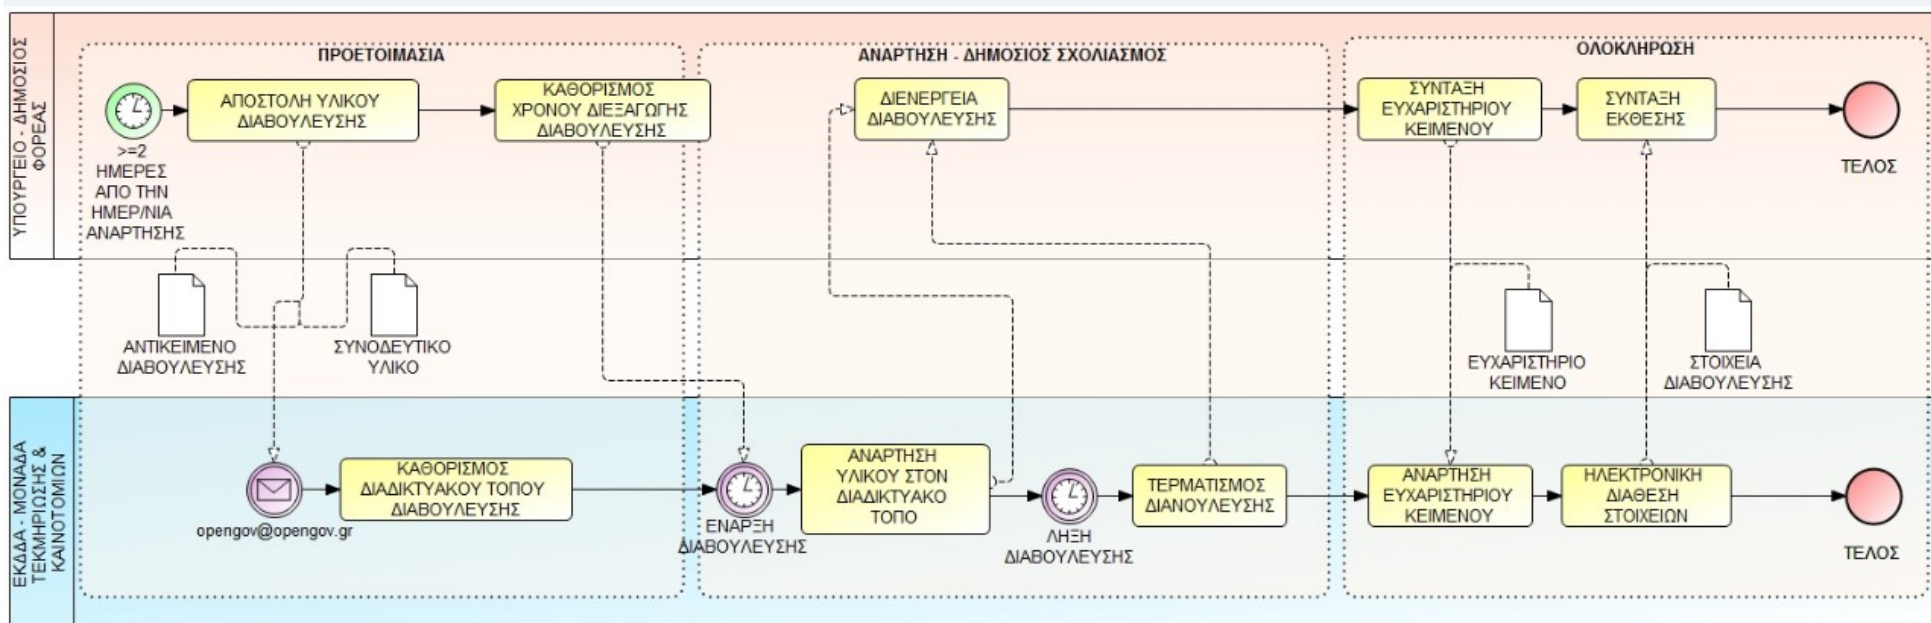 ΥΠΟΥΡΓΕΙΟ - ΔΗΜΟΣΙΟΣ
ΦΟΡΕΑΣ
ΠΡΟΕΤΟΙΜΑΣΙΑ
>=2
ΗΜΕΡΕΣ
ΑΠΟ ΤΗΝ
ΗΜΕΡ/ΝΙΑ
ΑΝΑΡΤΗΣΗΣ
ΑΠΟΣΤΟΛΗ ΥΛΙΚΟΥ
ΔΙΑΒΟΥΛΕΥΣΗΣ
ΚΑΘΟΡΙΣΜΟΣ
ΧΡΟΝΟΥ ΔΙΕΞΑΓΩΓΗΣ
ΔΙΑΒΟΥΛΕΥΣΗΣ
ΑΝΑΡΤΗΣΗ - ΔΗΜΟΣΙΟΣ ΣΧΟΛΙΑΣΜΟΣ
ΔΙΕΝΕΡΓΕΙΑ
ΔΙΑΒΟΥΛΕΥΣΗΣ
ΟΛΟΚΛΗΡΩΣΗ
ΣΥΝΤΑΞΗ
ΕΥΧΑΡΙΣΤΗΡΙΟΥ
ΚΕΙΜΕΝΟΥ
ΣΥΝΤΑΞΗ
ΕΚΘΕΣΗΣ
ΤΕΛΟΣ
ΑΝΤΙΚΕΙΜΕΝΟ
ΔΙΑΒΟΥΛΕΥΣΗΣ
ΣΥΝΟΔΕΥΤΙΚΟ
ΥΛΙΚΟ
ΕΥΧΑΡΙΣΤΗΡΙΟ
ΚΕΙΜΕΝΟ
ΣΤΟΙΧΕΙΑ
ΔΙΑΒΟΥΛΕΥΣΗΣ
ΕΚΔΔΑ - ΜΟΝΑΔΑ
ΤΕΚΜΗΡΙΩΣΗΣ &
ΚΑΙΝΟΤΟΜΙΩΝ
opengov@opengov.gr
ΚΑΘΟΡΙΣΜΟΣ
ΔΙΑΔΙΚΤΥΑΚΟΥ ΤΟΠΟΥ
ΔΙΑΒΟΥΛΕΥΣΗΣ
ΕΝΑΡΞΗ
ΔΙΑΒΟΥΛΕΥΣΗΣ
ΑΝΑΡΤΗΣΗ
ΥΛΙΚΟΥ ΣΤΟΝ
ΔΙΑΔΙΚΤΥΑΚΟ
ΤΟΠΟ
ΛΗΞΗ
ΔΙΑΒΟΥΛΕΥΣΗΣ
ΤΕΡΜΑΤΙΣΜΟΣ
ΔΙΑΝΟΥΛΕΥΣΗΣ
ΑΝΑΡΤΗΣΗ
ΕΥΧΑΡΙΣΤΗΡΙΟΥ
ΚΕΙΜΕΝΟΥ
ΗΛΕΚΤΡΟΝΙΚΗ
ΔΙΑΘΕΣΗ
ΣΤΟΙΧΕΙΩΝ
ΤΕΛΟΣ